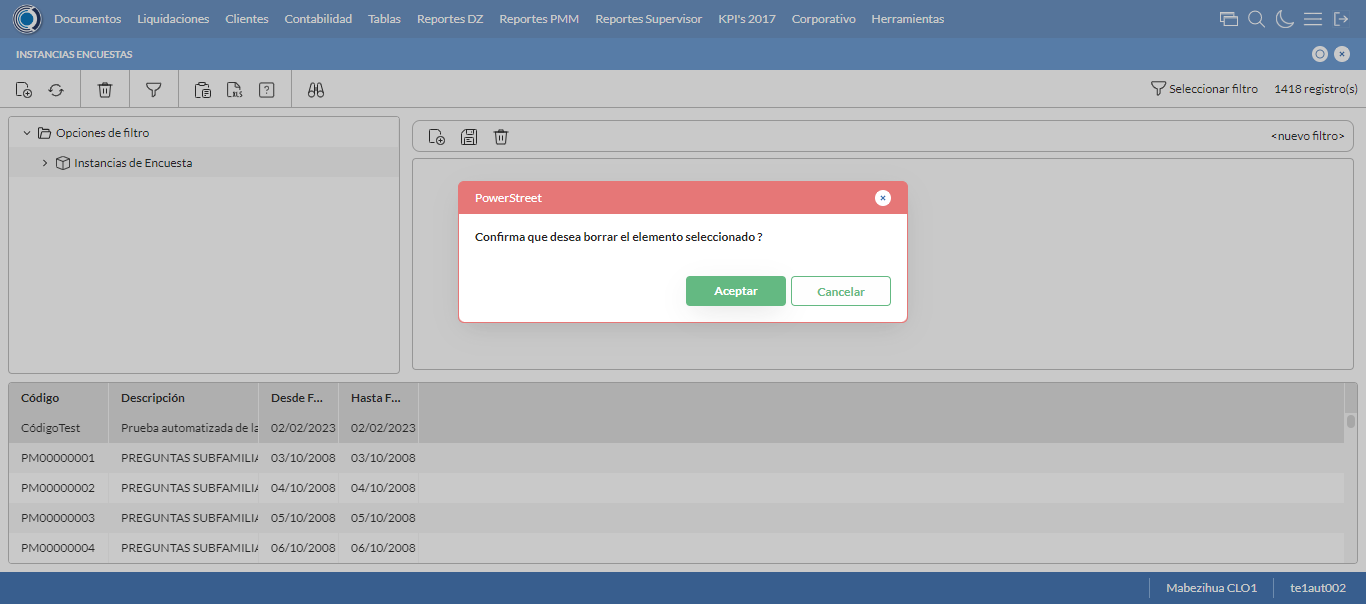 Documentos Liquidaciones Clientes Contabilidad Tablas Reportes DZ Reportes PMM Reportes Supervisor KPI's 2017 Corporativo Herramientas
INSTANCIAS ENCUESTAS
XLS ? Seleccionar filtro 1418 registro(s)
Opciones de filtro
Instancias de Encuesta
<nuevo filtro>
PowerStreet
Confirma que desea borrar el elemento seleccionado ?
Aceptar Cancelar
Código Descripción Desde F... Hasta F...
CódigoTest Prueba automatizada de la 02/02/2023 02/02/2023
PM00000001 PREGUNTAS SUBFAMILIA 03/10/2008 03/10/2008
PM00000002 PREGUNTAS SUBFAMILIA 04/10/2008 04/10/2008
PM00000003 PREGUNTAS SUBFAMILIA 05/10/2008 05/10/2008
PM00000004 PREGUNTAS SUBFAMILIA 06/10/2008 06/10/2008
Mabezihua CLO1 te1aut002